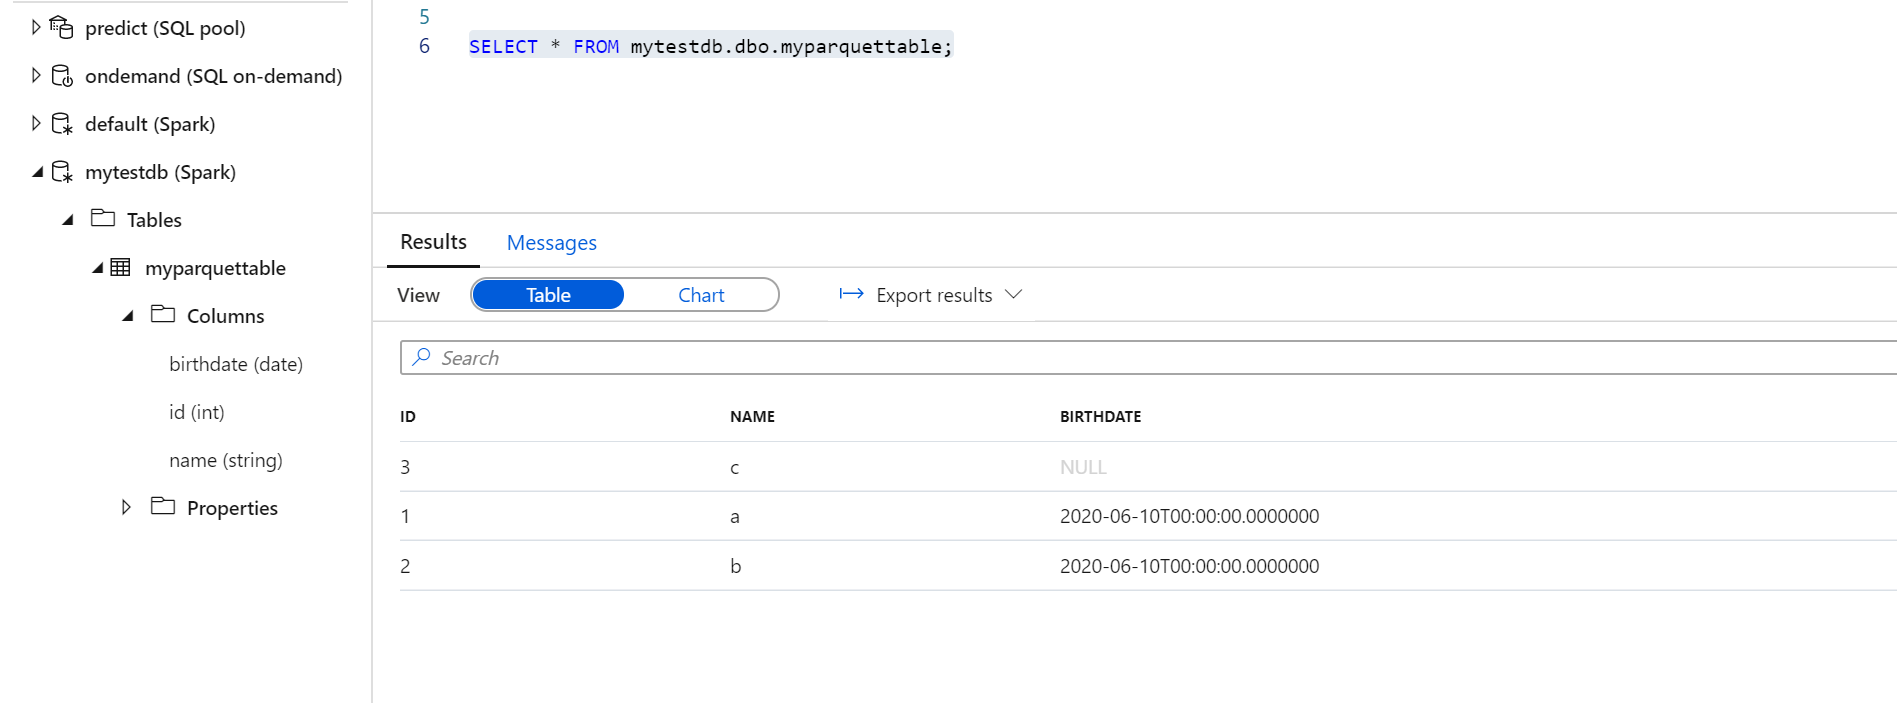 predict (SQL pool)
ondemand (SQL on-demand)
default (Spark)
mytestdb (Spark)
Tables
myparquettable
Columns
birthdate (date)
id (int)
name (string)
Properties
5
6 SELECT * FROM mytestdb.dbo.myparquettable;
Results Messages
View Table Chart Export results
Search
ID NAME BIRTHDATE
3 c NULL
1 a 2020-06-10T00:00:00.0000000
2 b 2020-06-10T00:00:00.0000000